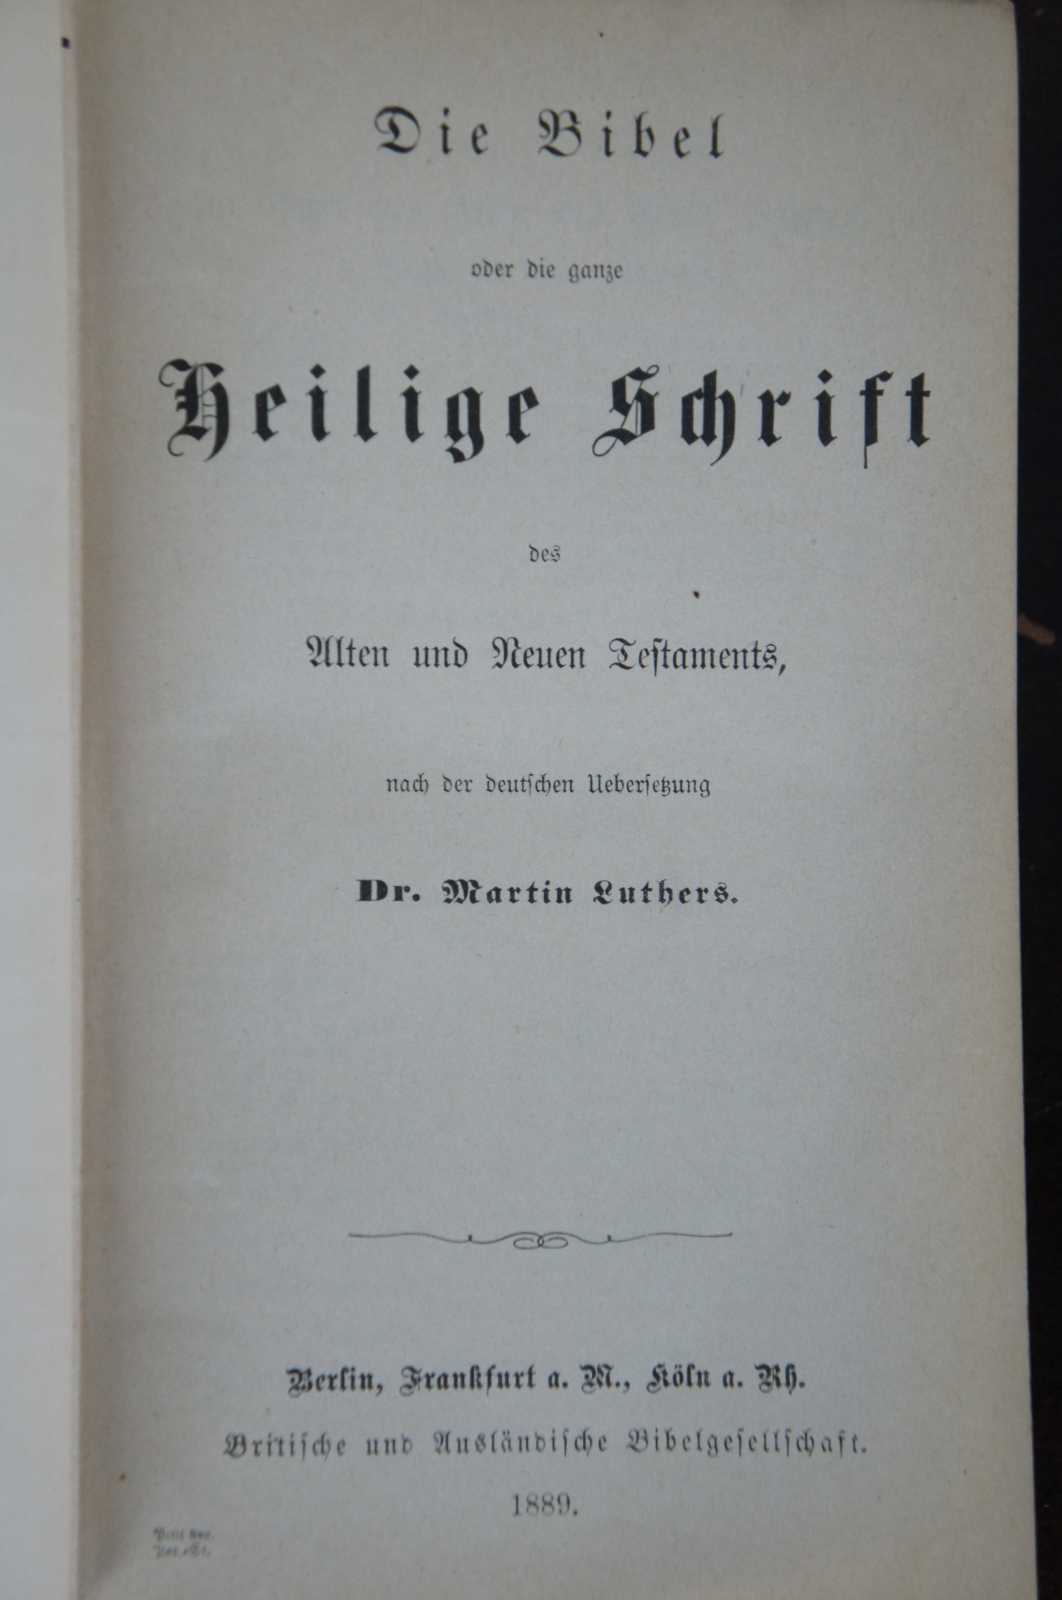 Die Bibel
oder die ganze
Heilige Schrift
des
Alten und Neuen Teſtaments,
nach der deutſchen Ueberſetzung
Dr. Martin Luthers.
Berlin, Frankfurt a. M., Köln a. Rh.
Britiſche und Ausländiſche Bibelgeſellſchaft.
1889.